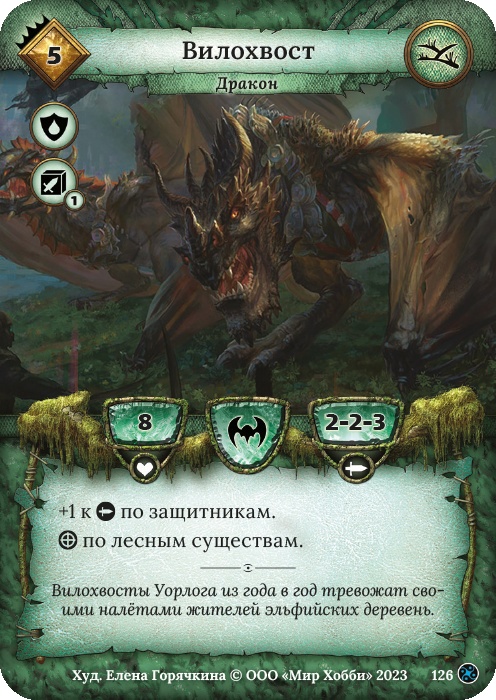 5
Вилохвост
Дракон
1
8
2-2-3
+1 к по защитникам.
по лесным существам.
Вилохвосты Уорлога из года в год тревожат сво-
ими налётами жителей эльфийских деревень.
Худ. Елена Горячкина © ООО «Мир Хобби» 2023 126